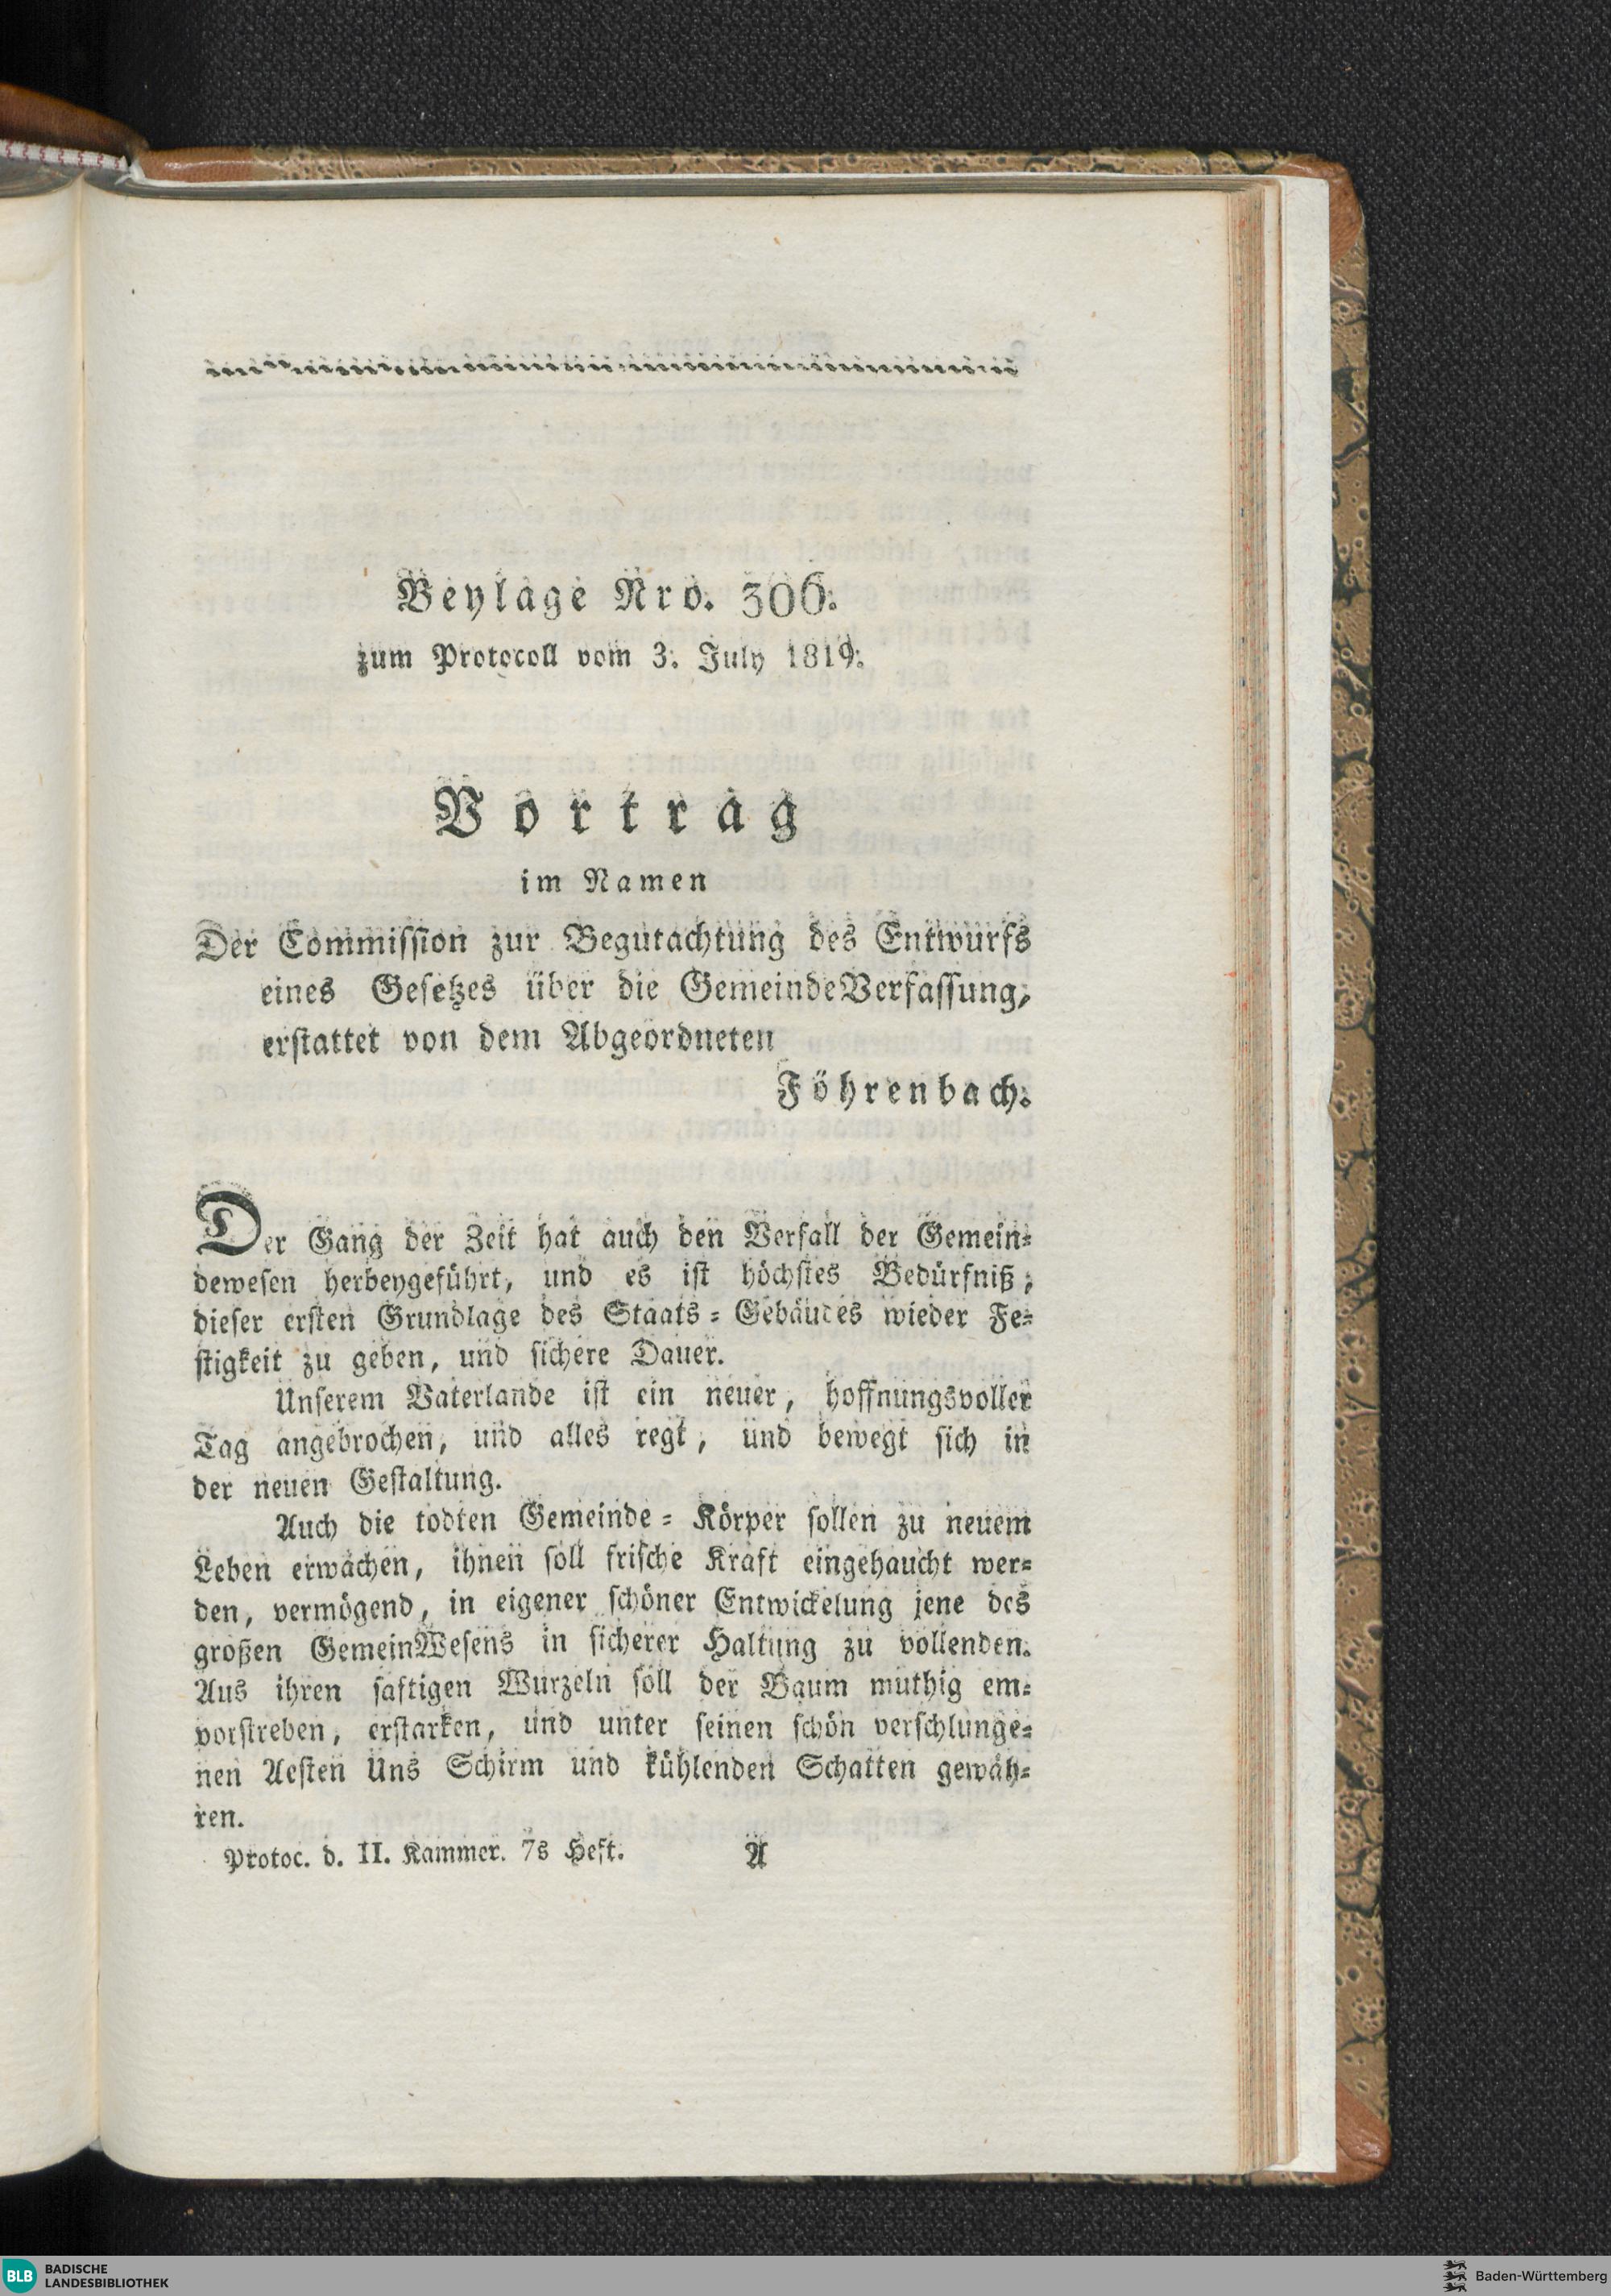 Beylage Nro. 306.
zum Protocoll vom 3. July 1819.
Vortrag
im Namen
Der Commission zur Begutachtung des Entwurfs
eines Gesetzes über die GemeindeVerfassung,
erstattet von dem Abgeordneten
Föhrenbach.
Der Gang der Zeit hat auch den Verfall der Gemein-
dewesen herbeygeführt, und es ist höchstes Bedürfniß,
dieser ersten Grundlage des Staats-Gebäudes wieder Fe-
stigkeit zu geben, und sichere Dauer.
Unserem Vaterlande ist ein neuer, hoffnungsvoller
Tag angebrochen, und alles regt, und bewegt sich in
der neuen Gestaltung.
Auch die todten Gemeinde-Körper sollen zu neuem
Leben erwachen, ihnen soll frische Kraft eingehaucht wer-
den, vermögend, in eigener schöner Entwickelung jene des
großen GemeinWesens in sicherer Haltung zu vollenden.
Aus ihren saftigen Wurzeln soll der Baum muthig em-
porstreben, erstarken, und unter seinen schön verschlunge-
nen Aesten Uns Schirm und kühlenden Schatten gewäh-
ren.
Protoc. d. II. Kammer. 7s Heft. A
BLB BADISCHE
LANDESBIBLIOTHEK
Baden-Württemberg